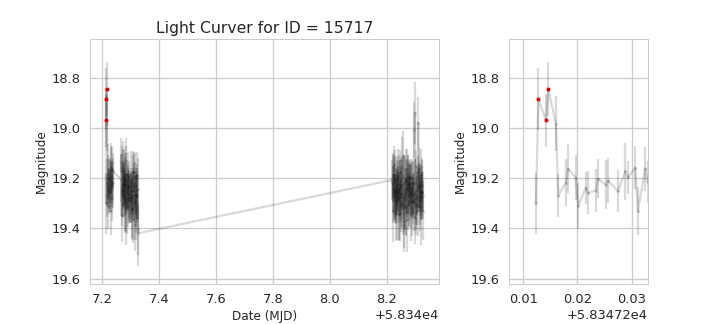 Light Curver for ID = 15717
Magnitude
18.8
19.0
19.2
19.4
19.6
7.2 7.4 7.6 7.8 8.0 8.2
Date (MJD) +5.834e4
Magnitude
18.8
19.0
19.2
19.4
19.6
0.01 0.02 0.03
+5.83472e4